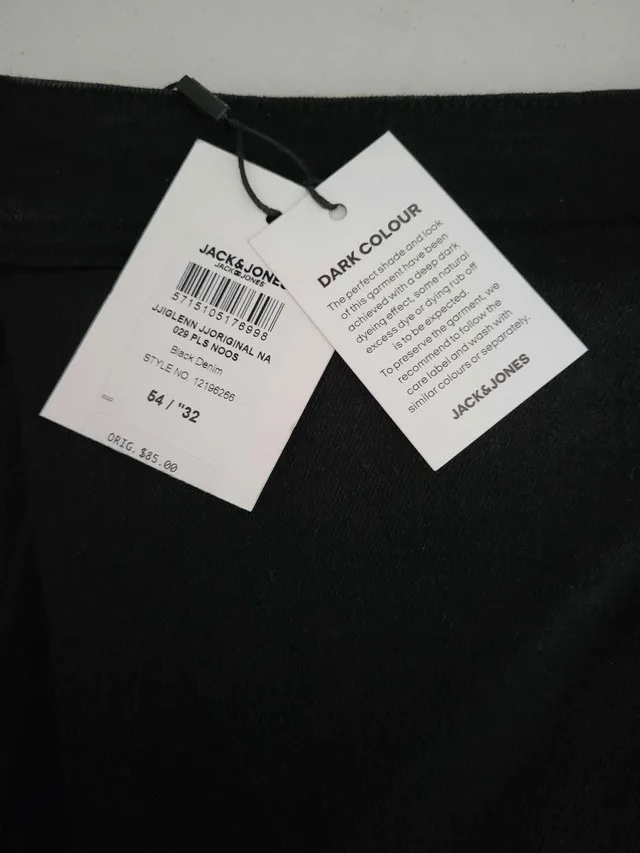 JACK&JONES
JACK&JONES
5715105176998
JJIGLENN JJORIGINAL NA
029 PLS NOOS
Black Denim
STYLE NO. 12196266
54 / "32
ORIG. $85.00
DARK COLOUR
The perfect shade and look
of this garment have been
achieved with a deep dark
dyeing effect, some natural
excess dye or dying rub off
is to be expected.
To preserve the garment, we
recommend to follow the
care label and wash with
similar colours or separately.
JACK&JONES